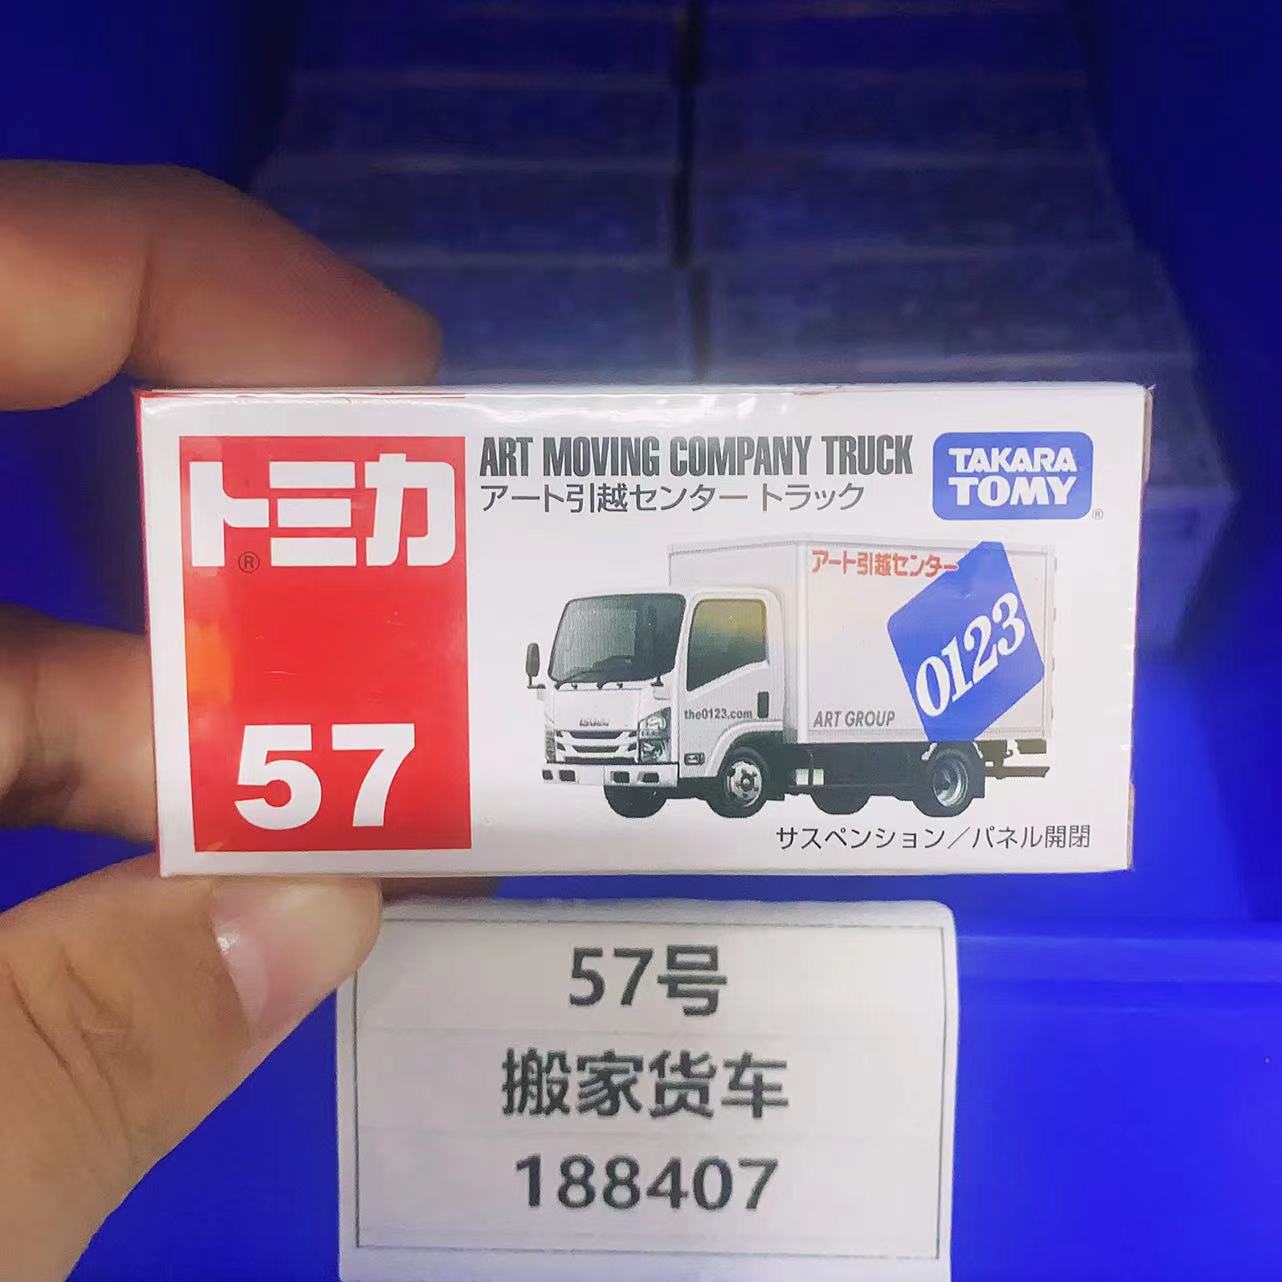 トミカ
®
57
ART MOVING COMPANY TRUCK
アート引越センター トラック
TAKARA
TOMY
®
アート引越センター
0123
the0123.com
ART GROUP
ISUZU
サスペンション／パネル開閉
57号
搬家货车
188407